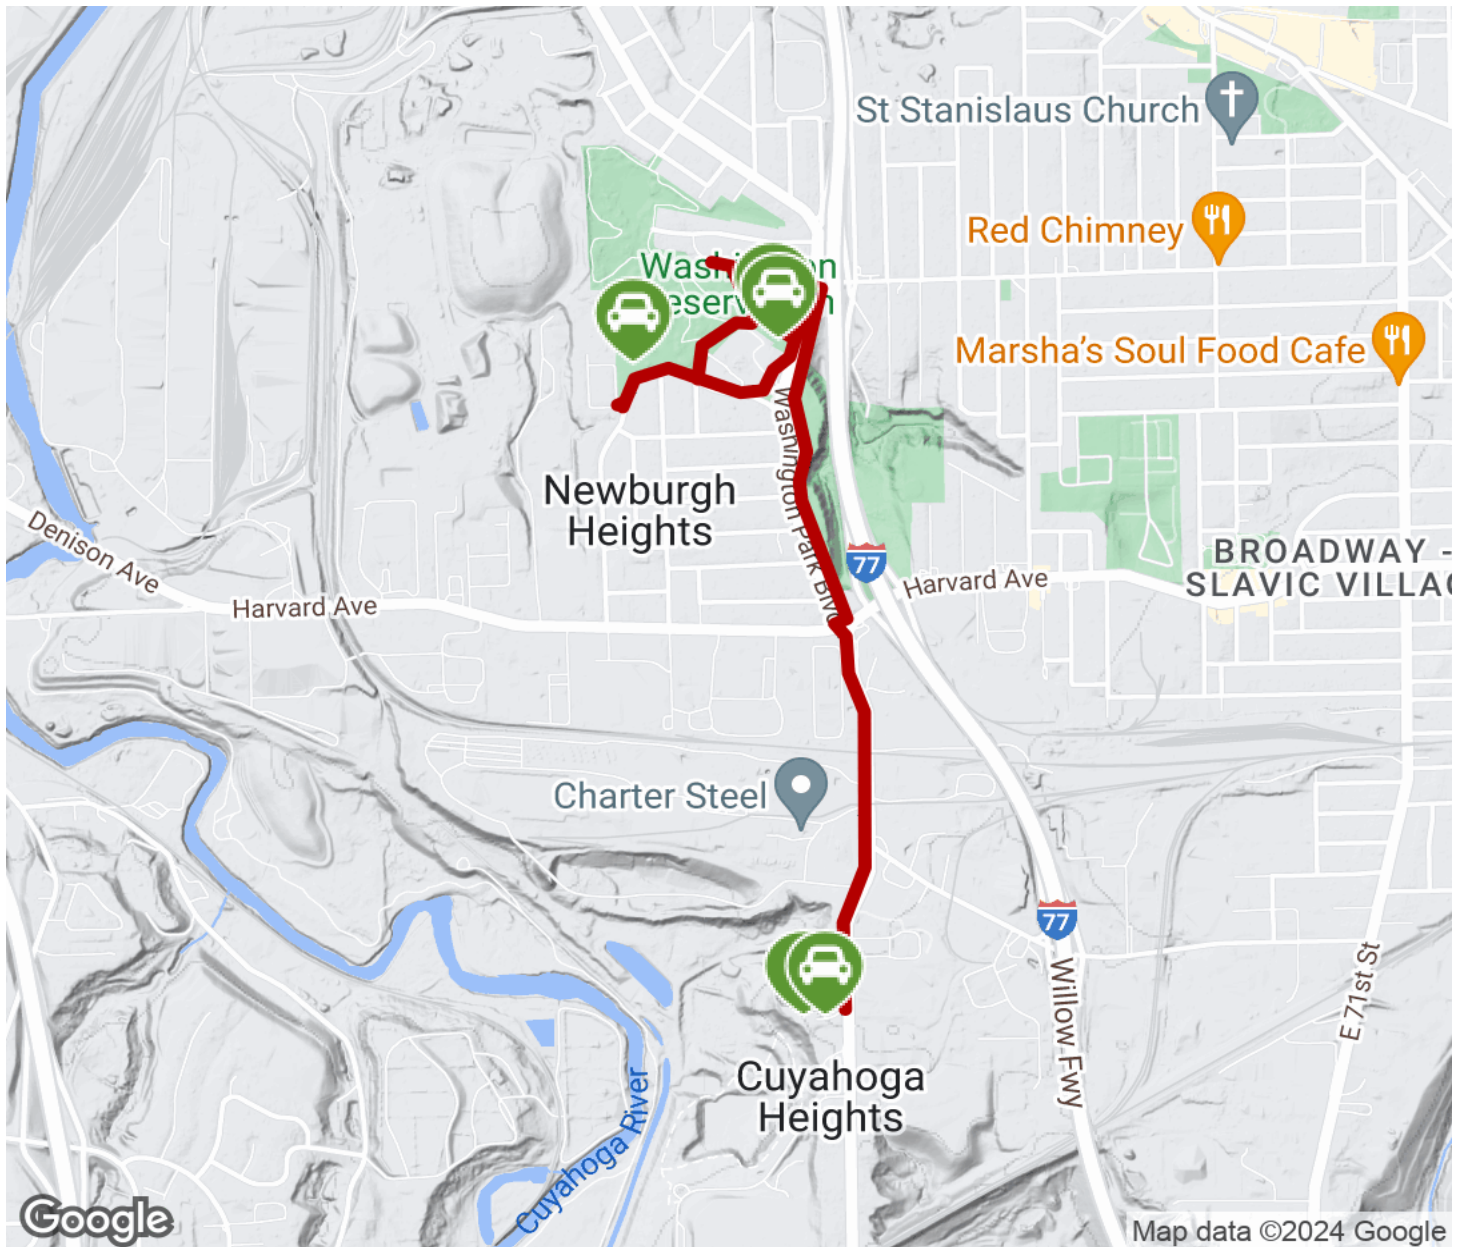 St Stanislaus Church
Red Chimney
Marsha's Soul Food Cafe
Newburgh
Heights
Washington Park Blvd
77
BROADWAY -
SLAVIC VILLAG
Denison Ave
Harvard Ave
Harvard Ave
Charter Steel
77
Willow Fwy
E 71st St
Cuyahoga
Heights
Cuyahoga River
Google
Map data ©2024 Google